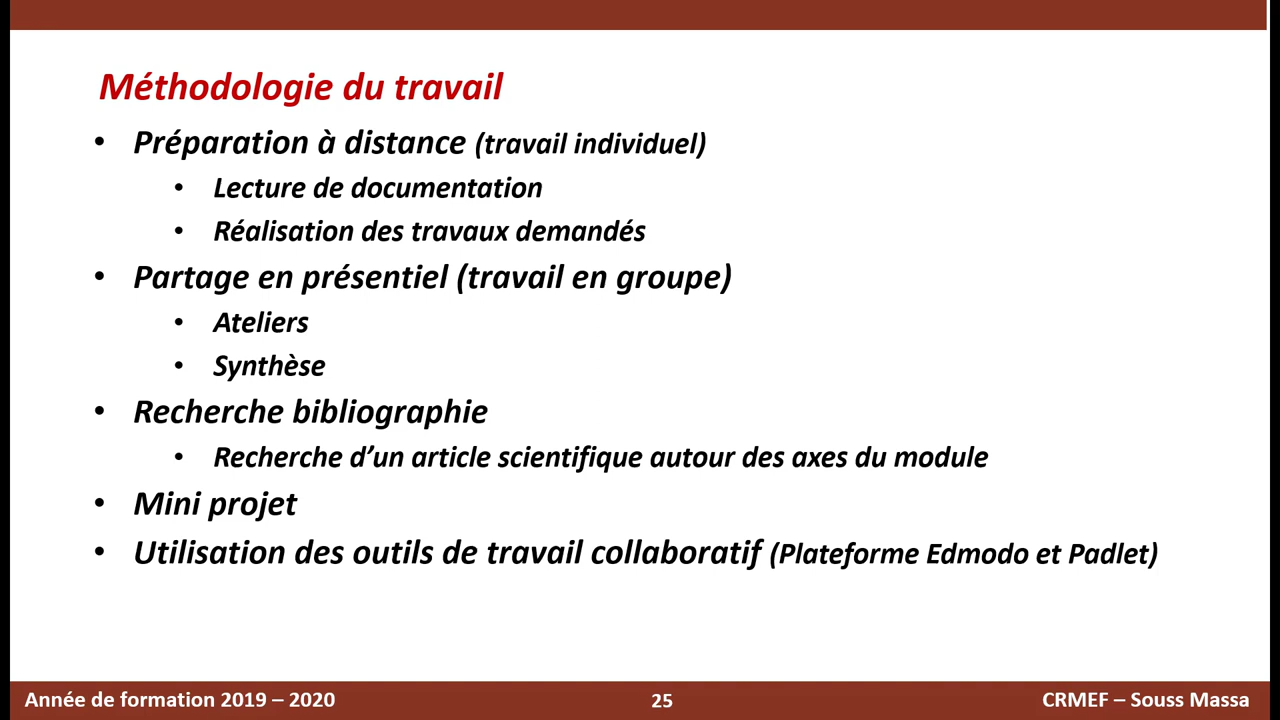 Méthodologie du travail
• Préparation à distance (travail individuel)
• Lecture de documentation
• Réalisation des travaux demandés
• Partage en présentiel (travail en groupe)
• Ateliers
• Synthèse
• Recherche bibliographie
• Recherche d’un article scientifique autour des axes du module
• Mini projet
• Utilisation des outils de travail collaboratif (Plateforme Edmodo et Padlet)
Année de formation 2019 – 2020
25
CRMEF – Souss Massa